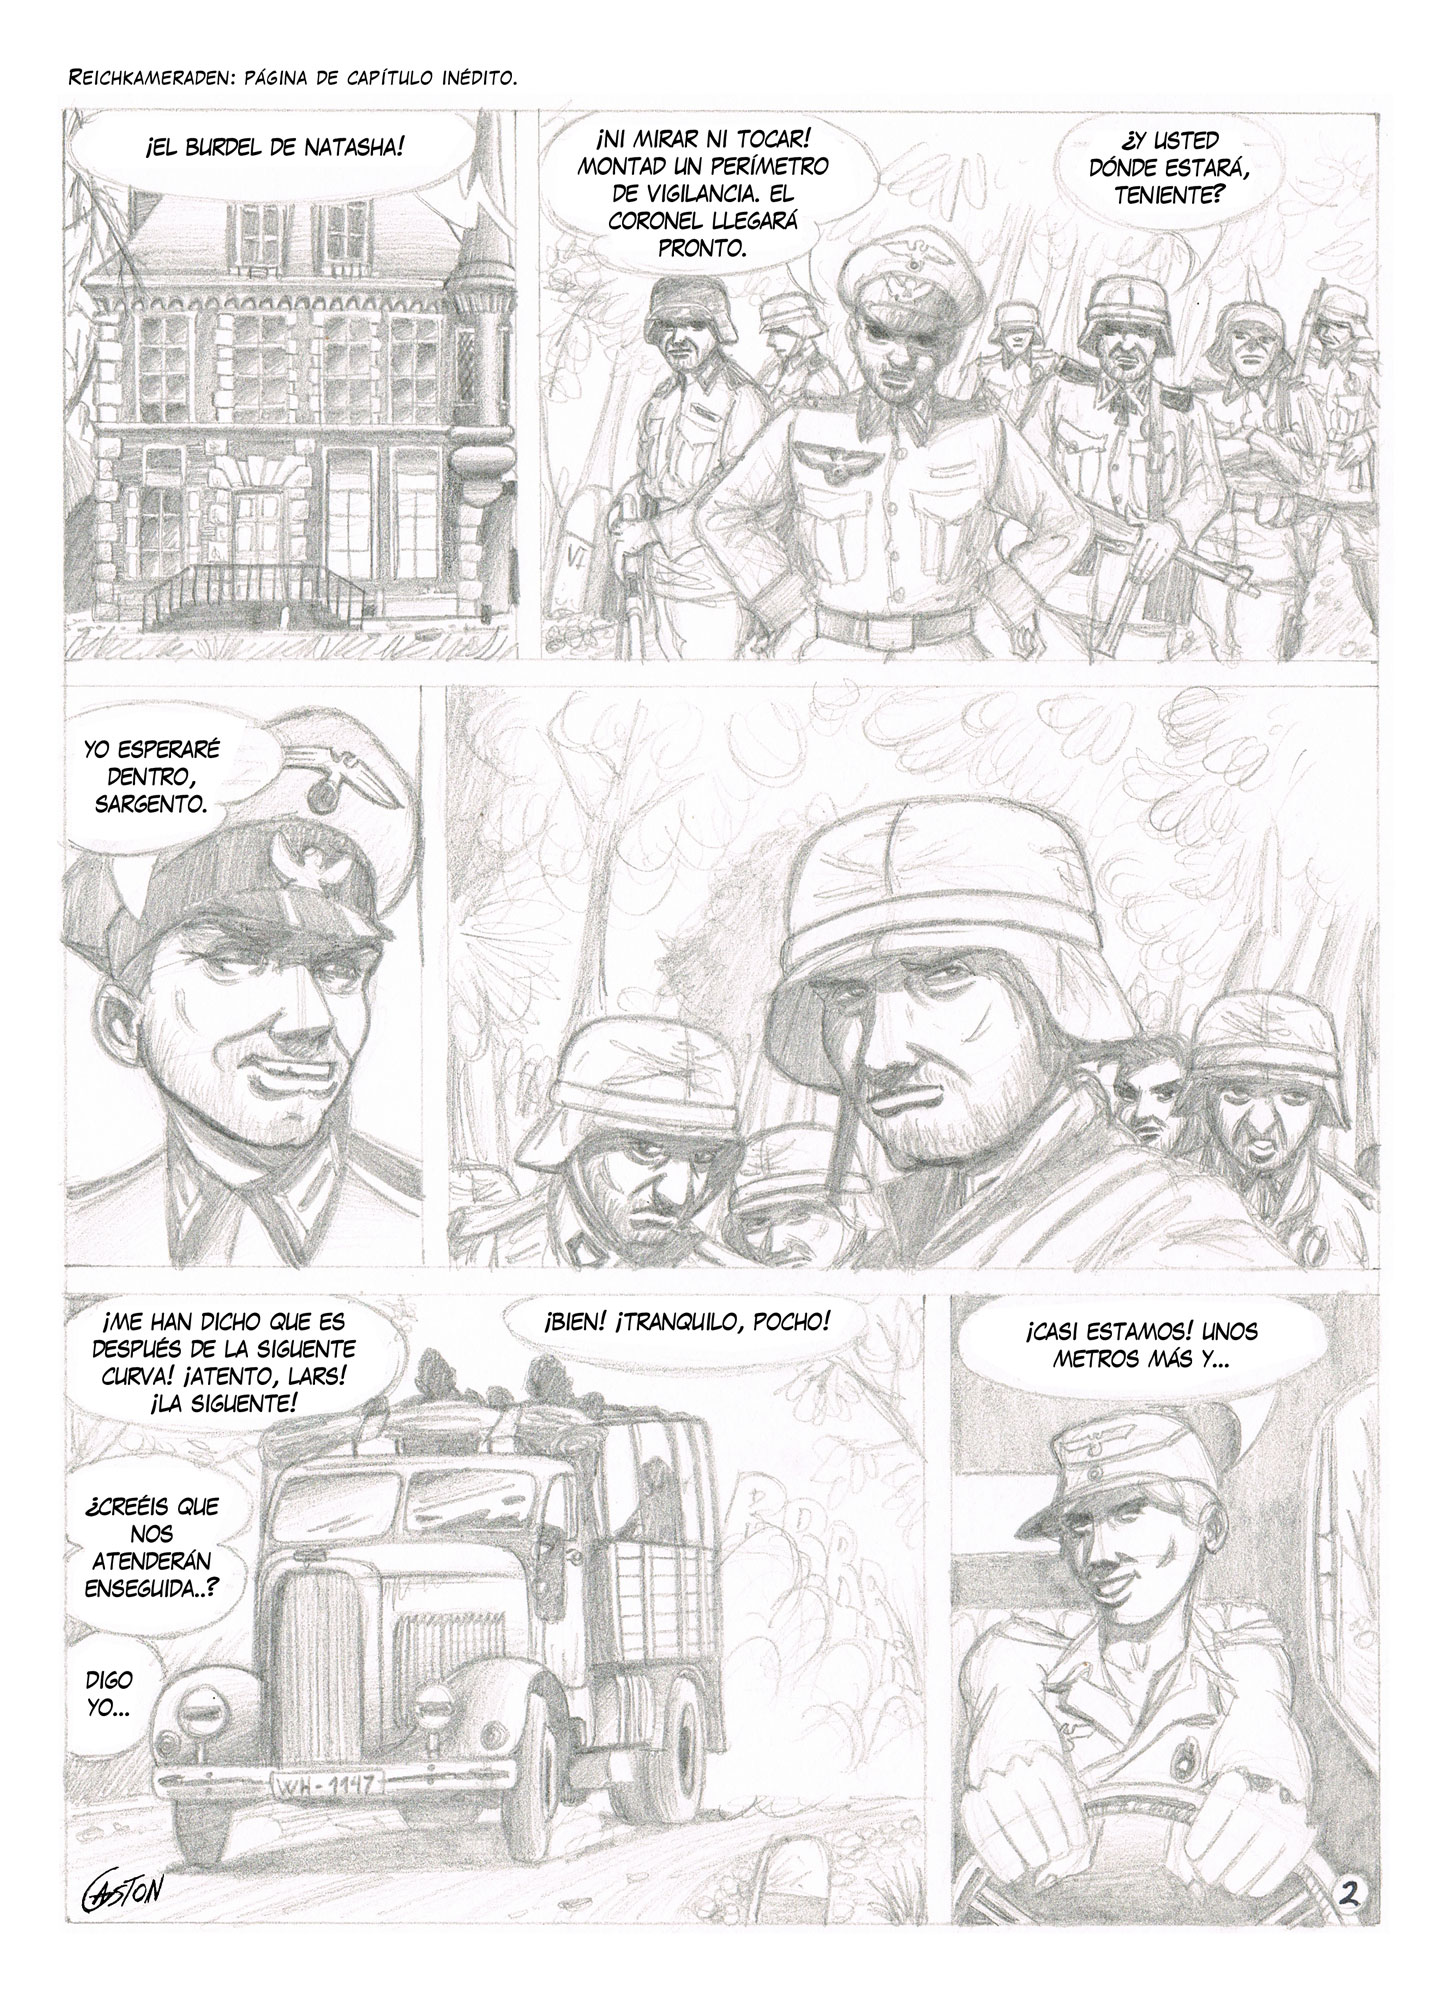 REICHKAMERADEN: PÁGINA DE CAPÍTULO INÉDITO.
¡EL BURDEL DE NATASHA!
¡NI MIRAR NI TOCAR!
MONTAD UN PERÍMETRO
DE VIGILANCIA. EL
CORONEL LLEGARÁ
PRONTO.
¿Y USTED
DÓNDE ESTARÁ,
TENIENTE?
VI
YO ESPERARÉ
DENTRO,
SARGENTO.
¡ME HAN DICHO QUE ES
DESPUÉS DE LA SIGUENTE
CURVA! ¡ATENTO, LARS!
¡LA SIGUENTE!
¡BIEN! ¡TRANQUILO, POCHO!
¿CREÉIS QUE
NOS
ATENDERÁN
ENSEGUIDA..?
DIGO
YO...
WH-1147
GASTON
¡CASI ESTAMOS! UNOS
METROS MÁS Y...
2